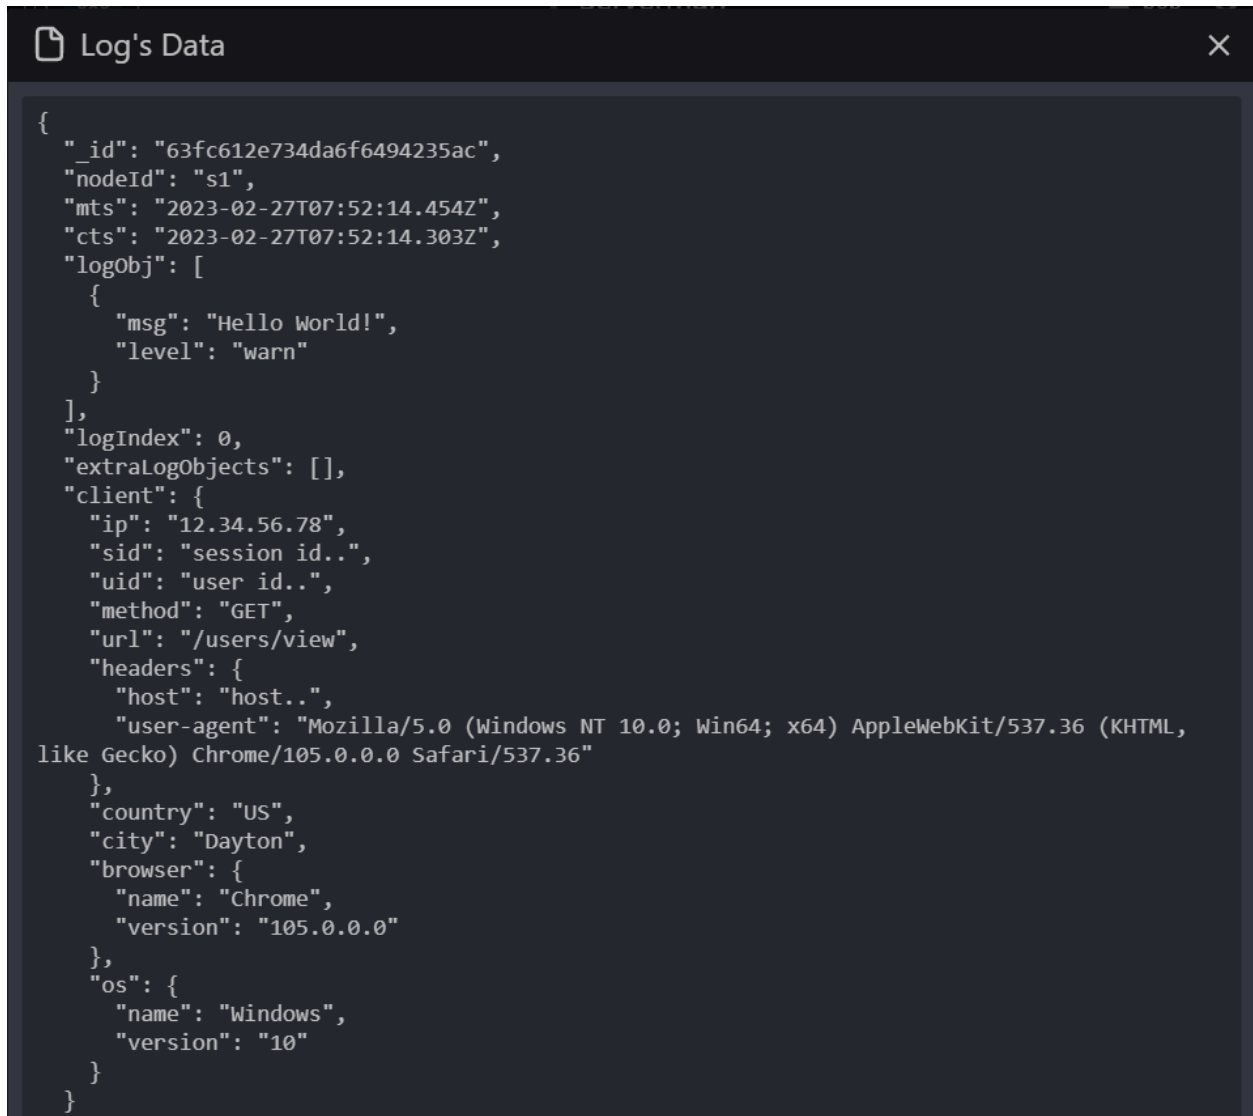 Log's Data
{
  "_id": "63fc612e734da6f6494235ac",
  "nodeId": "s1",
  "mts": "2023-02-27T07:52:14.454Z",
  "cts": "2023-02-27T07:52:14.303Z",
  "logObj": [
    {
      "msg": "Hello World!",
      "level": "warn"
    }
  ],
  "logIndex": 0,
  "extraLogObjects": [],
  "client": {
    "ip": "12.34.56.78",
    "sid": "session id..",
    "uid": "user id..",
    "method": "GET",
    "url": "/users/view",
    "headers": {
      "host": "host..",
      "user-agent": "Mozilla/5.0 (Windows NT 10.0; Win64; x64) AppleWebKit/537.36 (KHTML,
like Gecko) Chrome/105.0.0.0 Safari/537.36"
    },
    "country": "US",
    "city": "Dayton",
    "browser": {
      "name": "Chrome",
      "version": "105.0.0.0"
    },
    "os": {
      "name": "Windows",
      "version": "10"
    }
  }